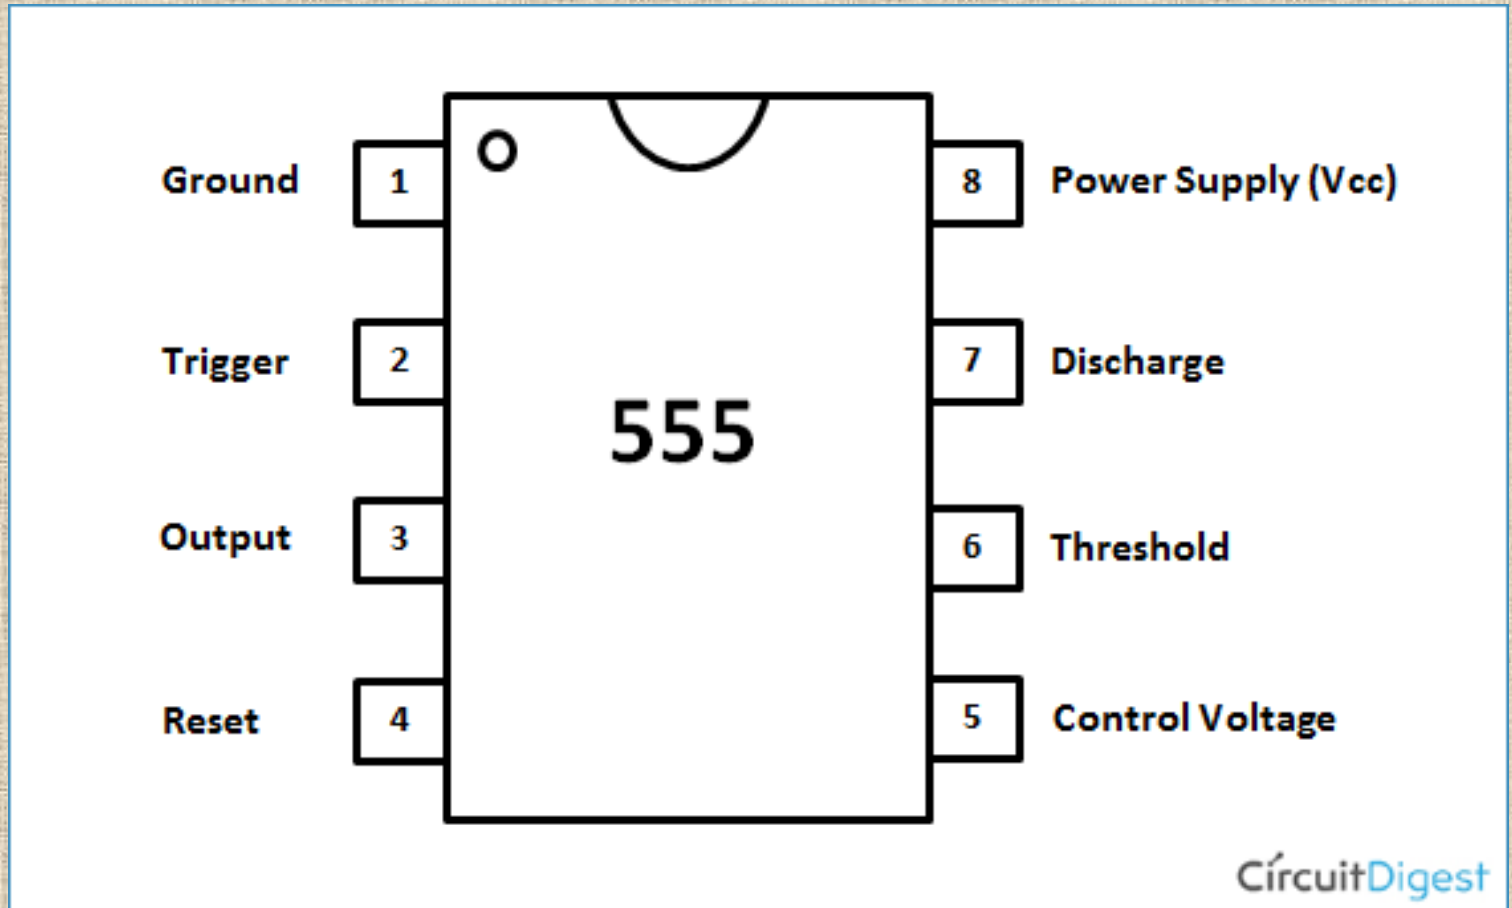 Ground 1 8 Power Supply (Vcc)
Trigger 2 7 Discharge
555
Output 3 6 Threshold
Reset 4 5 Control Voltage
CircuitDigest